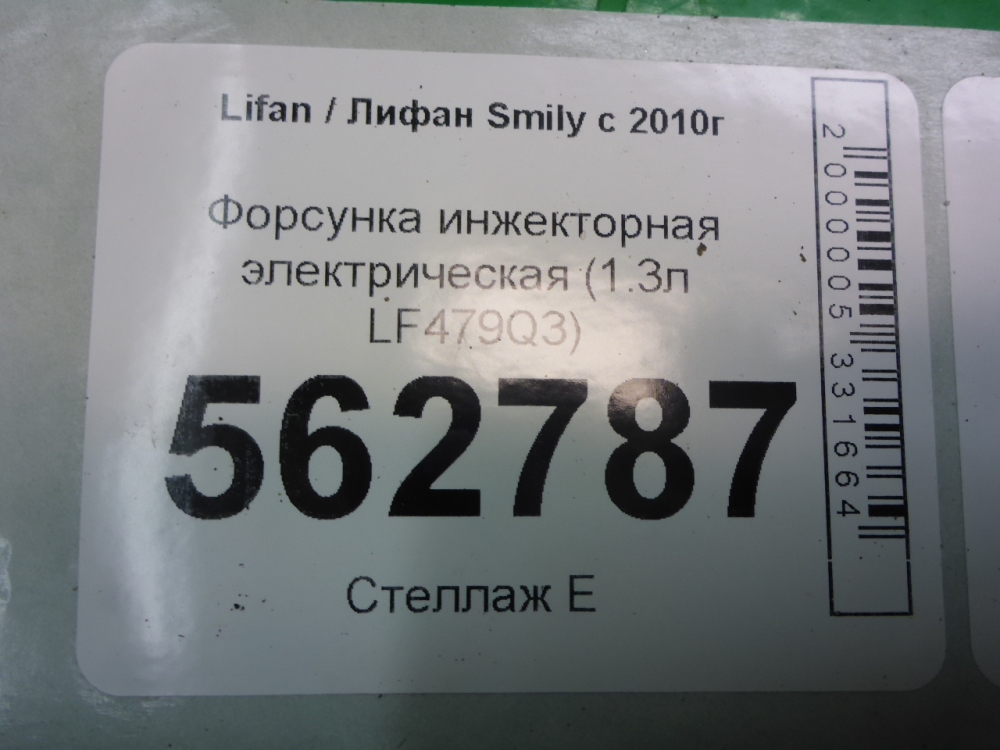 Lifan / Лифан Smily с 2010г
Форсунка инжекторная
электрическая (1.3л
LF479Q3)
562787
Стеллаж Е
2000005331664